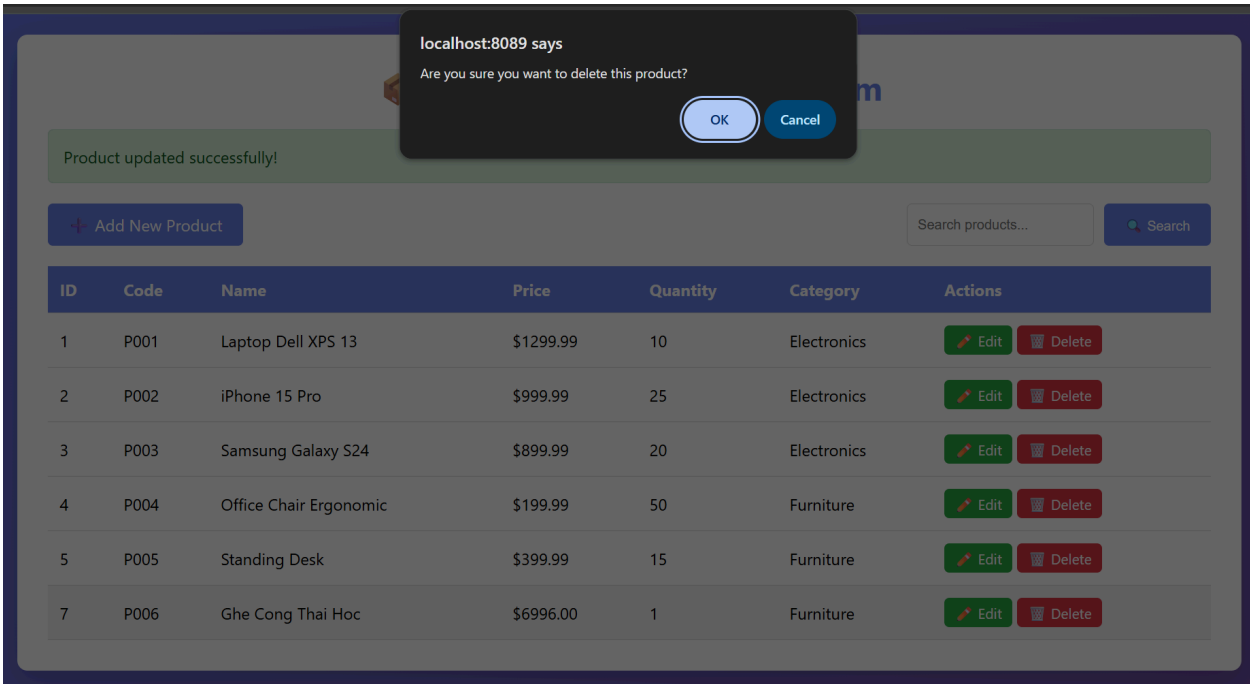 localhost:8089 says
Are you sure you want to delete this product?
OK Cancel
m
Product updated successfully!
Add New Product Search products... Search
ID Code Name Price Quantity Category Actions
1 P001 Laptop Dell XPS 13 $1299.99 10 Electronics Edit Delete
2 P002 iPhone 15 Pro $999.99 25 Electronics Edit Delete
3 P003 Samsung Galaxy S24 $899.99 20 Electronics Edit Delete
4 P004 Office Chair Ergonomic $199.99 50 Furniture Edit Delete
5 P005 Standing Desk $399.99 15 Furniture Edit Delete
7 P006 Ghe Cong Thai Hoc $6996.00 1 Furniture Edit Delete